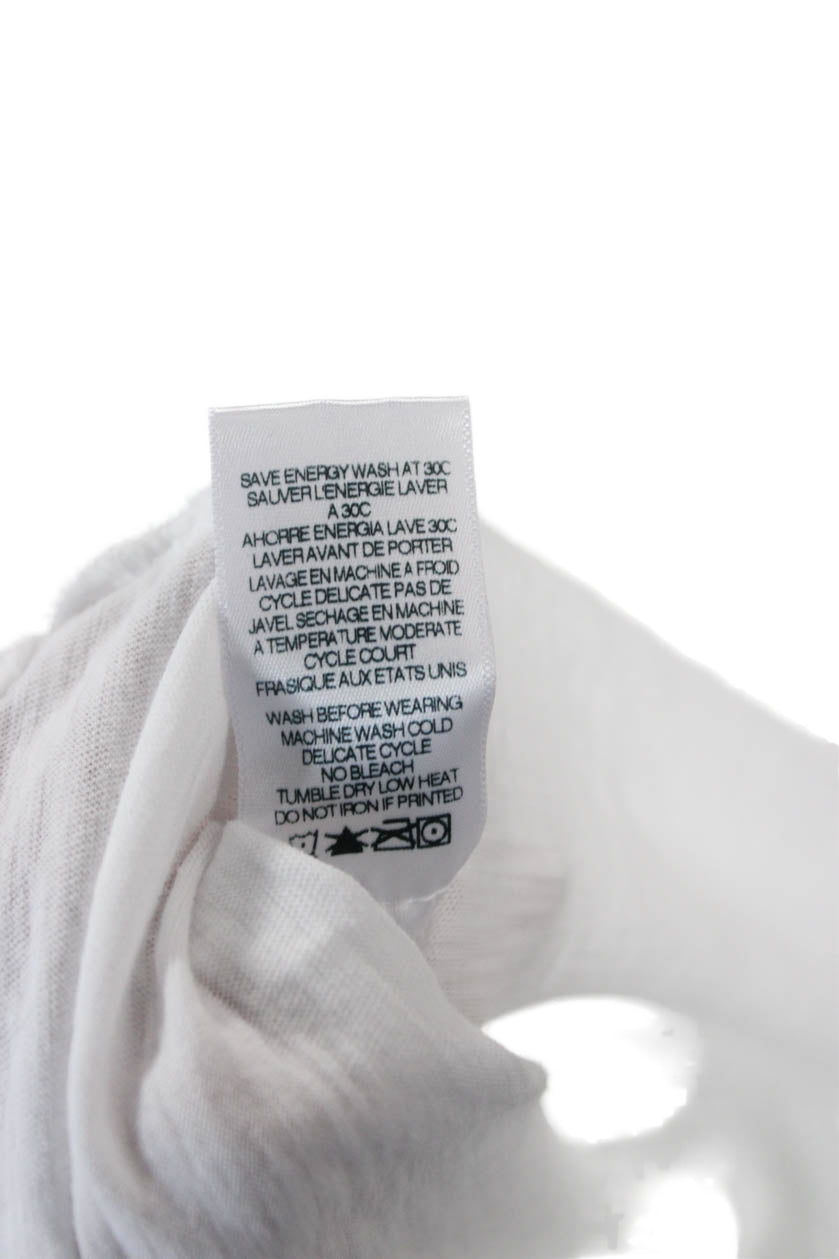 SAVE ENERGY WASH AT 30C
SAUVER L'ENERGIE LAVER
A 30C
AHORRE ENERGIA LAVE 30C
LAVER AVANT DE PORTER
LAVAGE EN MACHINE A FROID
CYCLE DELICATE PAS DE
JAVEL SECHAGE EN MACHINE
A TEMPERATURE MODERATE
CYCLE COURT
FRASIQUE AUX ETATS UNIS
WASH BEFORE WEARING
MACHINE WASH COLD
DELICATE CYCLE
NO BLEACH
TUMBLE DRY LOW HEAT
DO NOT IRON IF PRINTED